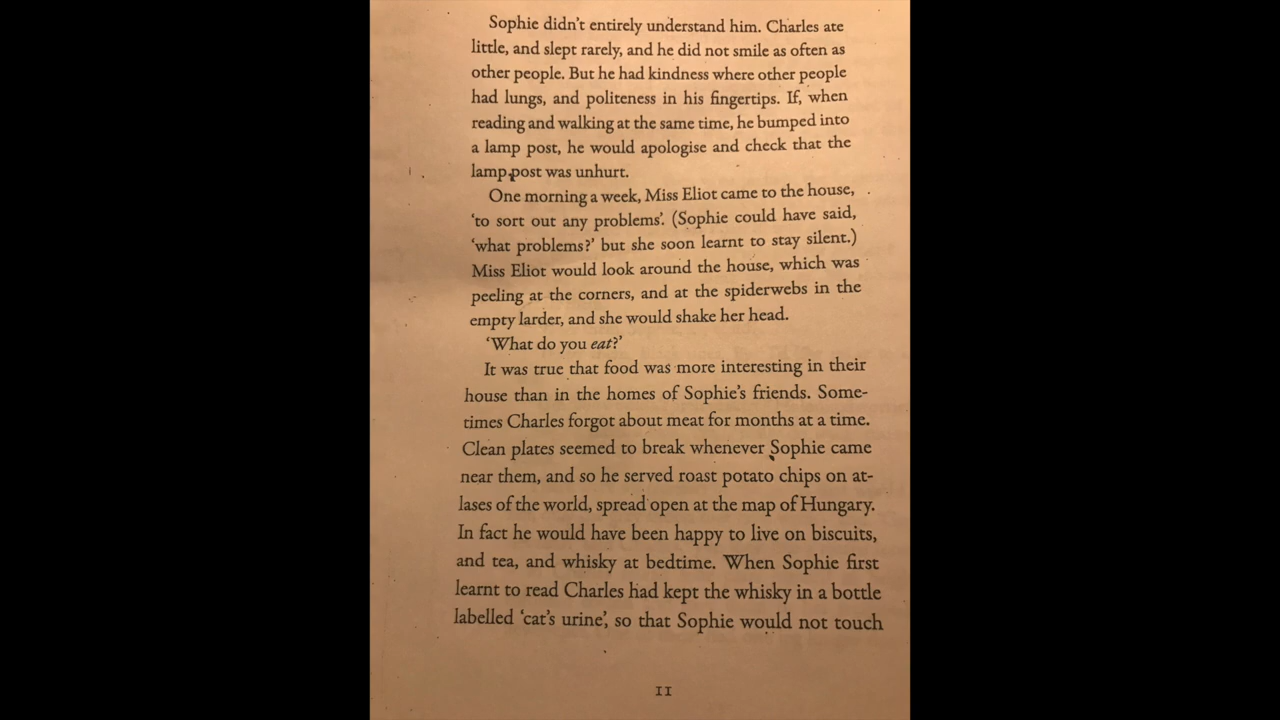 Sophie didn't entirely understand him. Charles ate
little, and slept rarely, and he did not smile as often as
other people. But he had kindness where other people
had lungs, and politeness in his fingertips. If, when
reading and walking at the same time, he bumped into
a lamp post, he would apologise and check that the
lamp post was unhurt.
One morning a week, Miss Eliot came to the house,
‘to sort out any problems’. (Sophie could have said,
‘what problems?’ but she soon learnt to stay silent.)
Miss Eliot would look around the house, which was
peeling at the corners, and at the spiderwebs in the
empty larder, and she would shake her head.
‘What do you eat?’
It was true that food was more interesting in their
house than in the homes of Sophie's friends. Some-
times Charles forgot about meat for months at a time.
Clean plates seemed to break whenever Sophie came
near them, and so he served roast potato chips on at-
lases of the world, spread open at the map of Hungary.
In fact he would have been happy to live on biscuits,
and tea, and whisky at bedtime. When Sophie first
learnt to read Charles had kept the whisky in a bottle
labelled ‘cat's urine’, so that Sophie would not touch
11